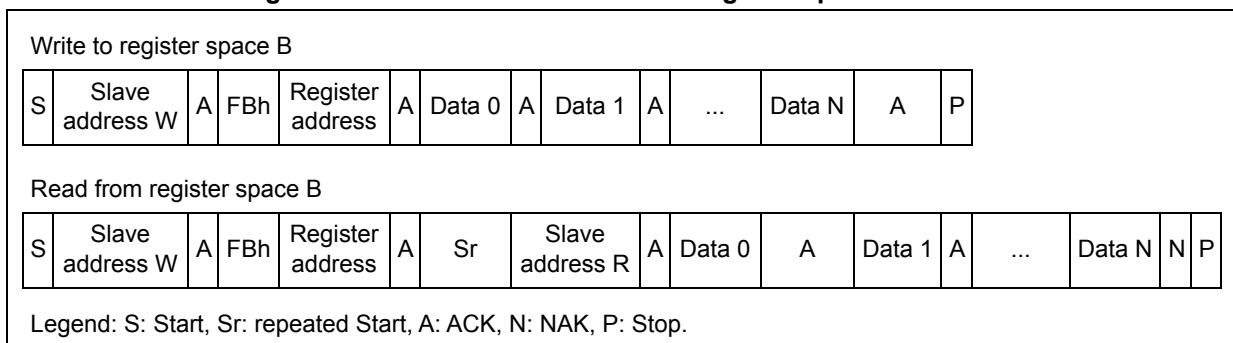 Write to register space B
S Slave address W A FBh Register address A Data 0 A Data 1 A ... Data N A P
Read from register space B
S Slave address W A FBh Register address A Sr Slave address R A Data 0 A Data 1 A ... Data N N P
Legend: S: Start, Sr: repeated Start, A: ACK, N: NAK, P: Stop.